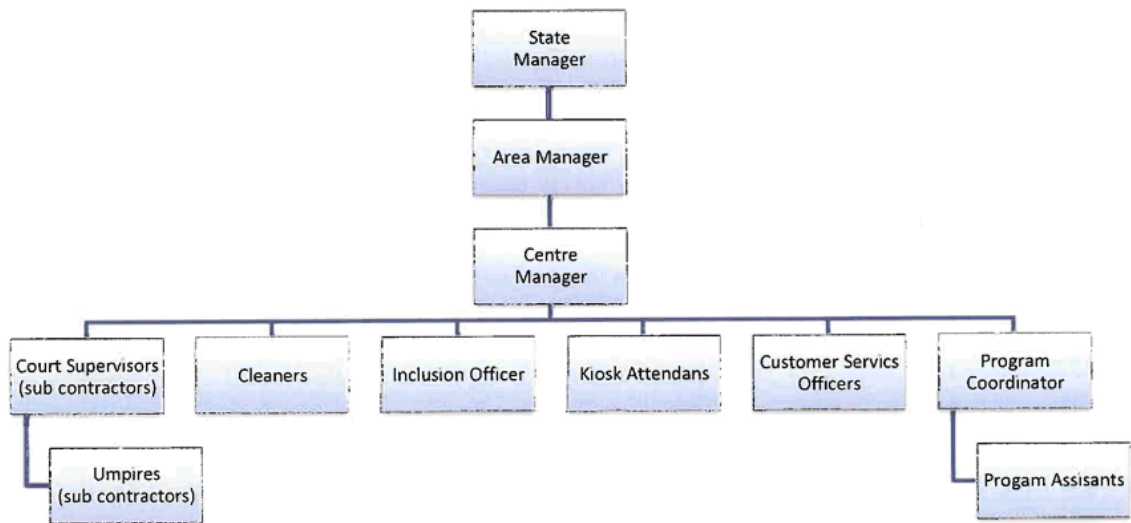 State
Manager
Area Manager
Centre
Manager
Court Supervisors
(sub contractors)
Cleaners
Inclusion Officer
Kiosk Attendans
Customer Servics
Officers
Program
Coordinator
Umpires
(sub contractors)
Progam Assisants